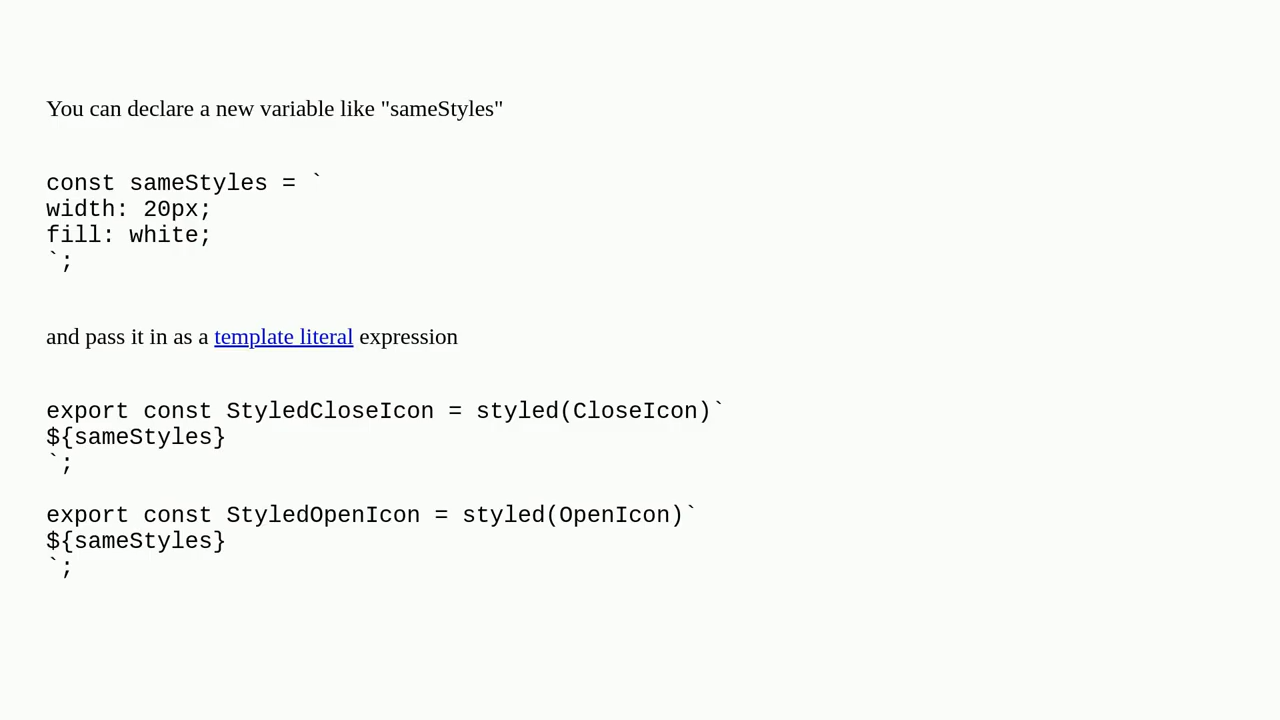 You can declare a new variable like "sameStyles"
const sameStyles = `
width: 20px;
fill: white;
`;
and pass it in as a template literal expression
export const StyledCloseIcon = styled(CloseIcon)`
${sameStyles}
`;
export const StyledOpenIcon = styled(OpenIcon)`
${sameStyles}
`;